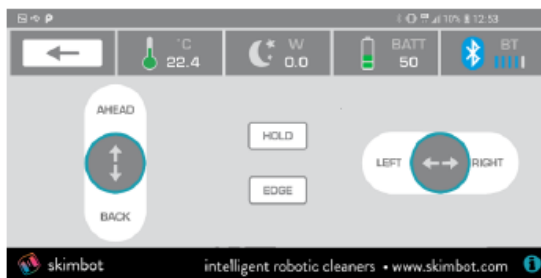 10% 12:53
°C W BATT BT
22.4 0.0 50
AHEAD
HOLD
LEFT RIGHT
EDGE
BACK
skimbot intelligent robotic cleaners • www.skimbot.com i